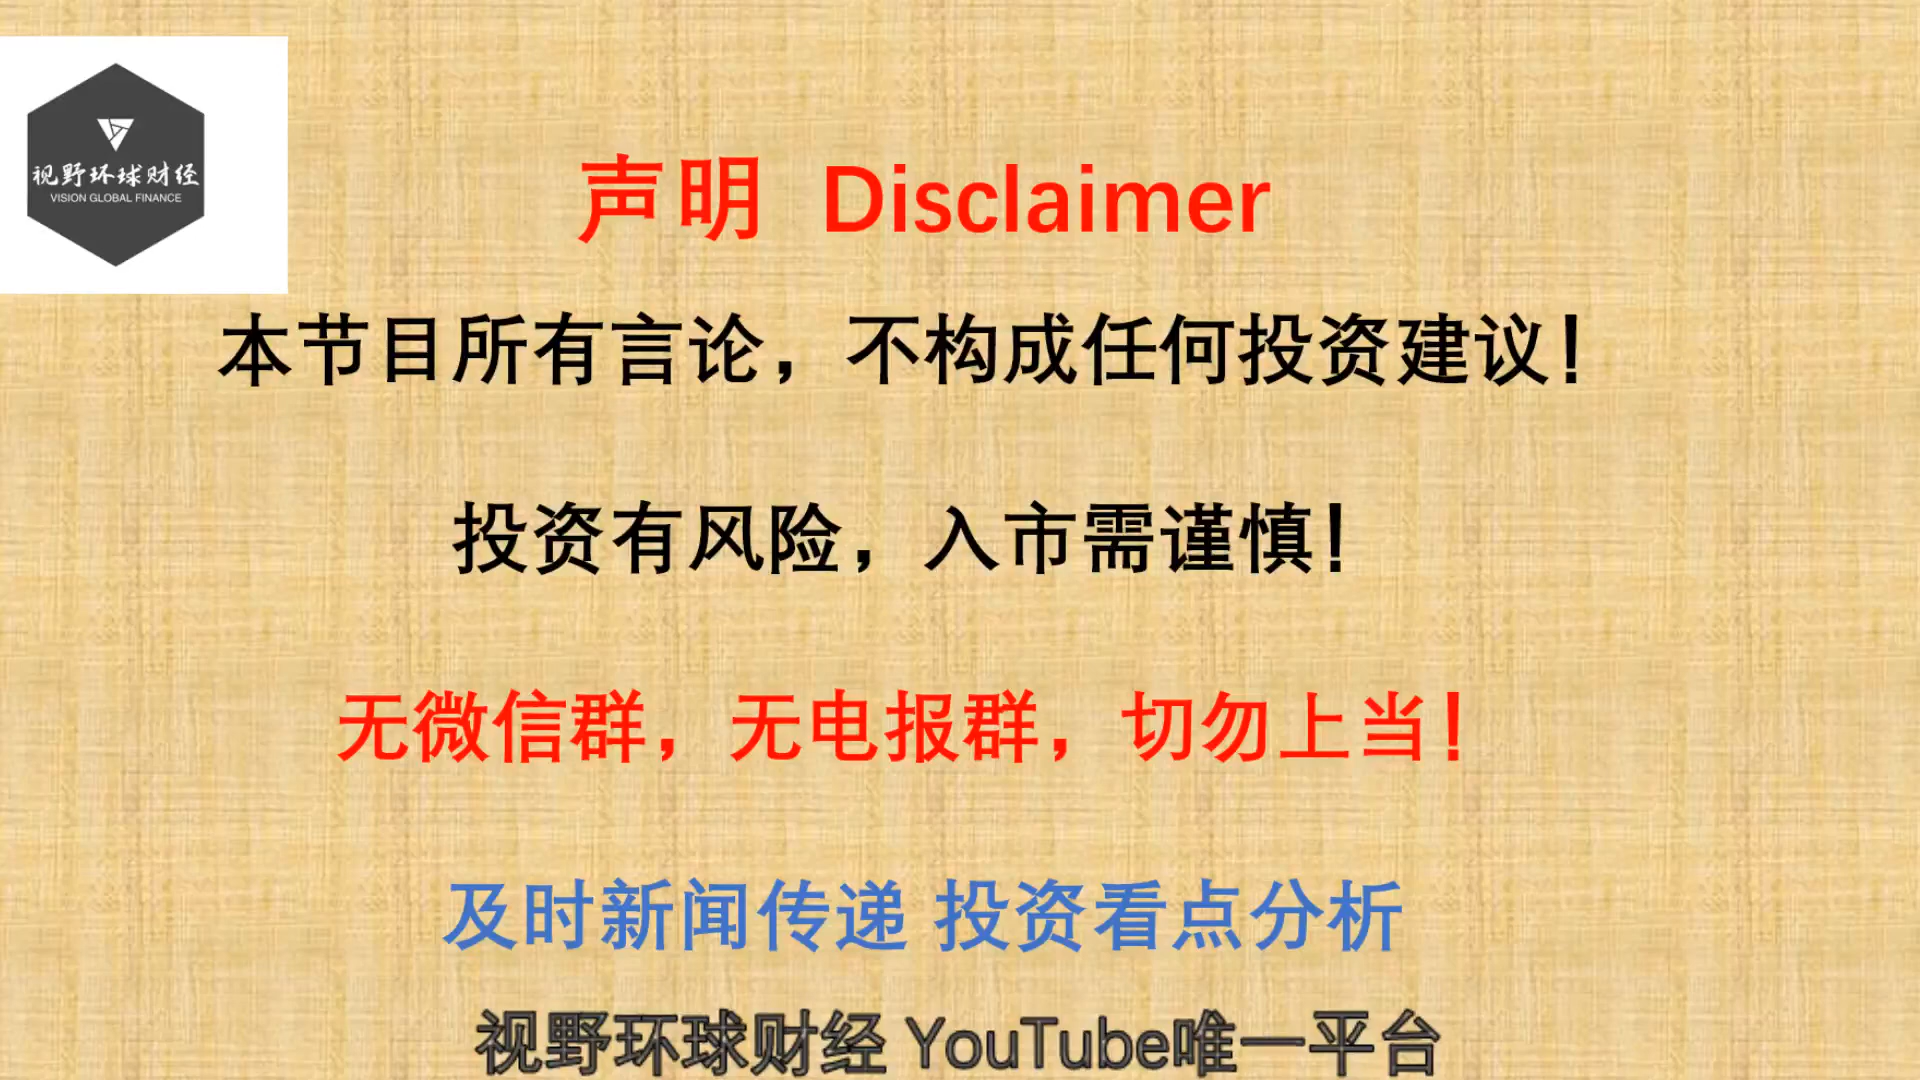 视野环球财经
VISION GLOBAL FINANCE
声明 Disclaimer
本节目所有言论，不构成任何投资建议！
投资有风险，入市需谨慎！
无微信群，无电报群，切勿上当！
及时新闻传递 投资看点分析
视野环球财经 YouTube唯一平台